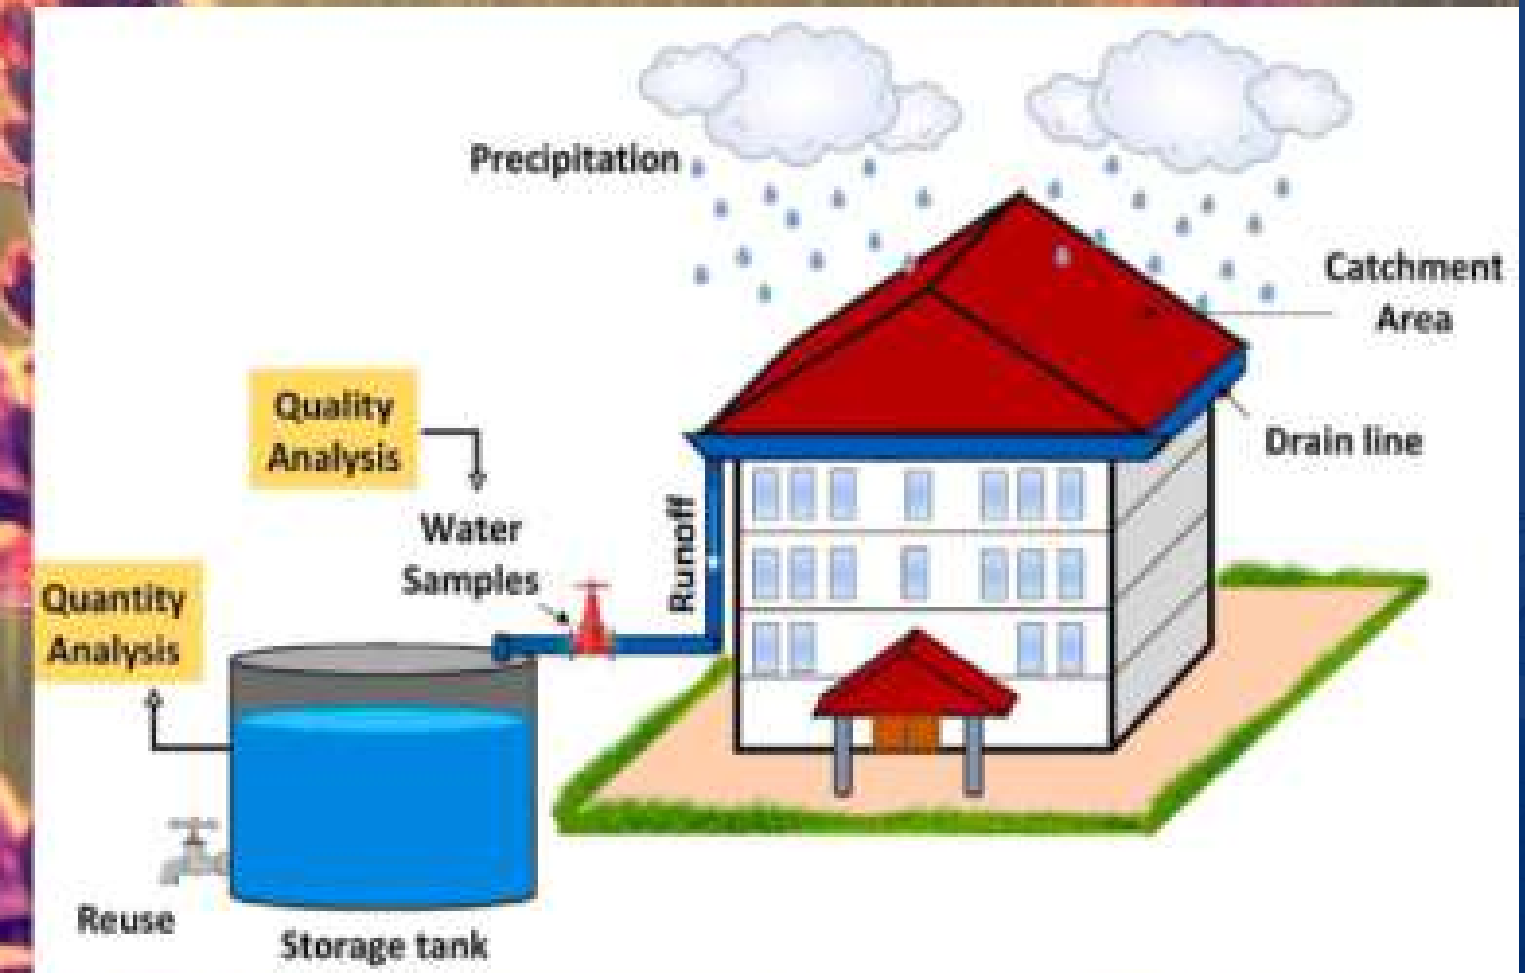 Precipitation
Catchment
Area
Quality
Analysis
Drain line
Water
Samples
Runoff
Quantity
Analysis
Reuse
Storage tank